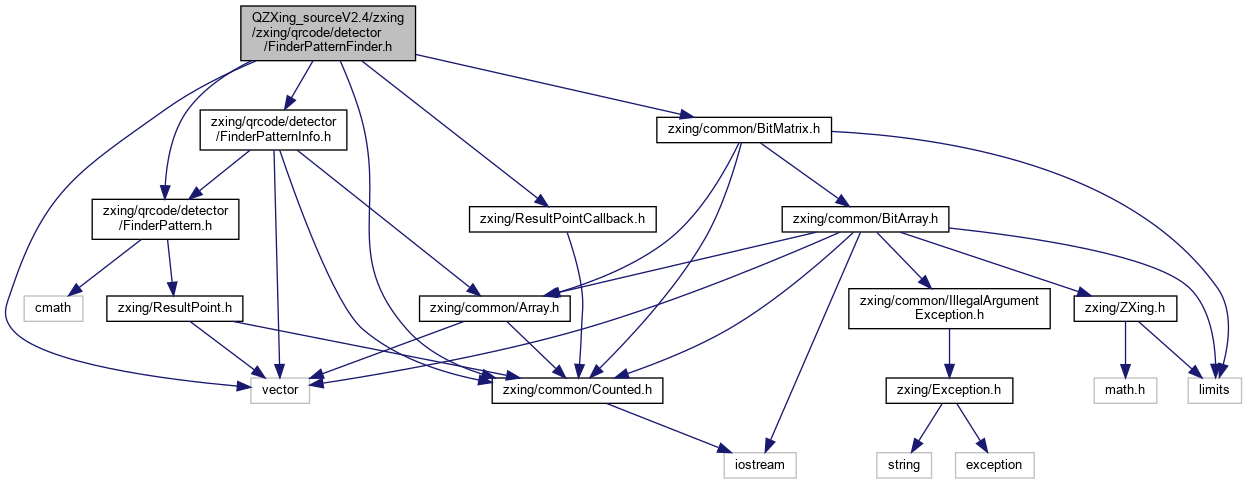 QZXing_sourceV2.4/zxing
/zxing/qrcode/detector
/FinderPatternFinder.h
zxing/qrcode/detector
/FinderPatternInfo.h
zxing/common/BitMatrix.h
zxing/qrcode/detector
/FinderPattern.h
zxing/ResultPointCallback.h
zxing/common/BitArray.h
cmath
zxing/ResultPoint.h
zxing/common/Array.h
zxing/common/IllegalArgument
Exception.h
zxing/ZXing.h
vector
zxing/common/Counted.h
zxing/Exception.h
math.h
limits
iostream
string
exception